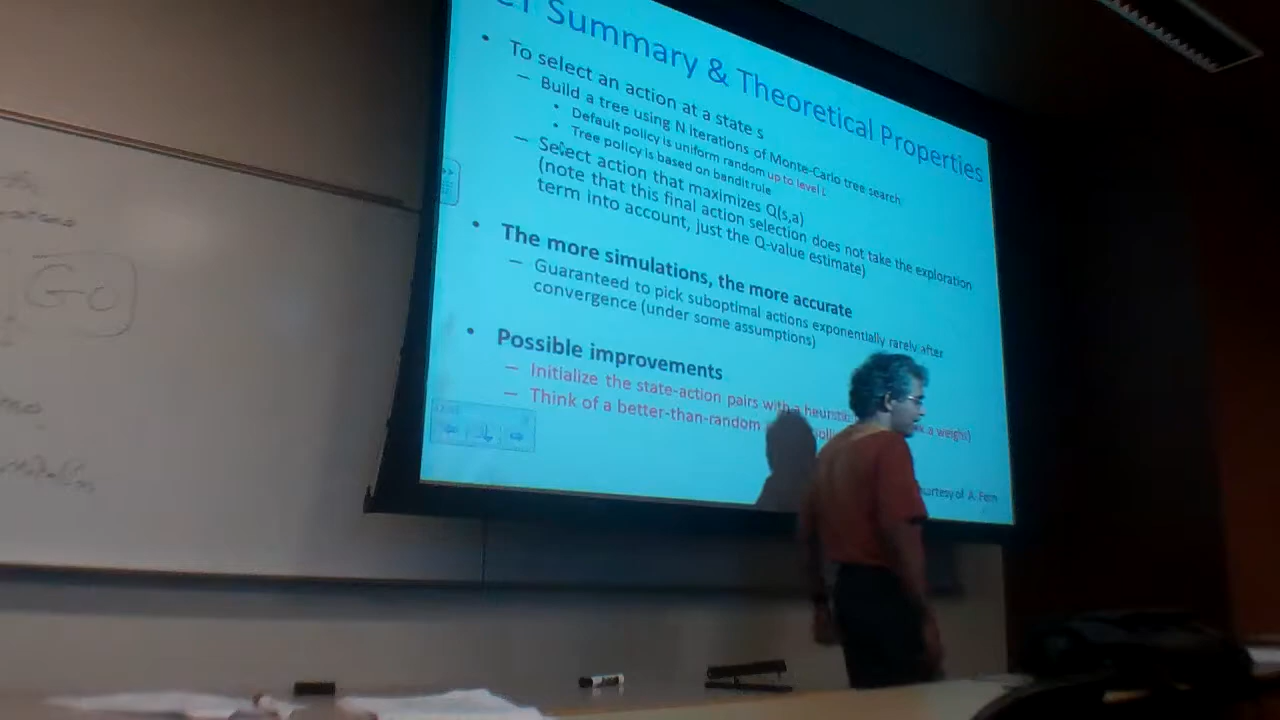 Summary & Theoretical Properties
• To select an action at a state s
– Build a tree using N iterations of Monte-Carlo tree search
• Default policy is uniform random up to level L
• Tree policy is based on bandit rule
– Select action that maximizes Q(s,a)
(note that this final action selection does not take the exploration
term into account, just the Q-value estimate)
• The more simulations, the more accurate
– Guaranteed to pick suboptimal actions exponentially rarely after
convergence (under some assumptions)
• Possible improvements
– Initialize the state-action pairs with a heuristic
a weight)
– Think of a better-than-random
of A. Fern
Go